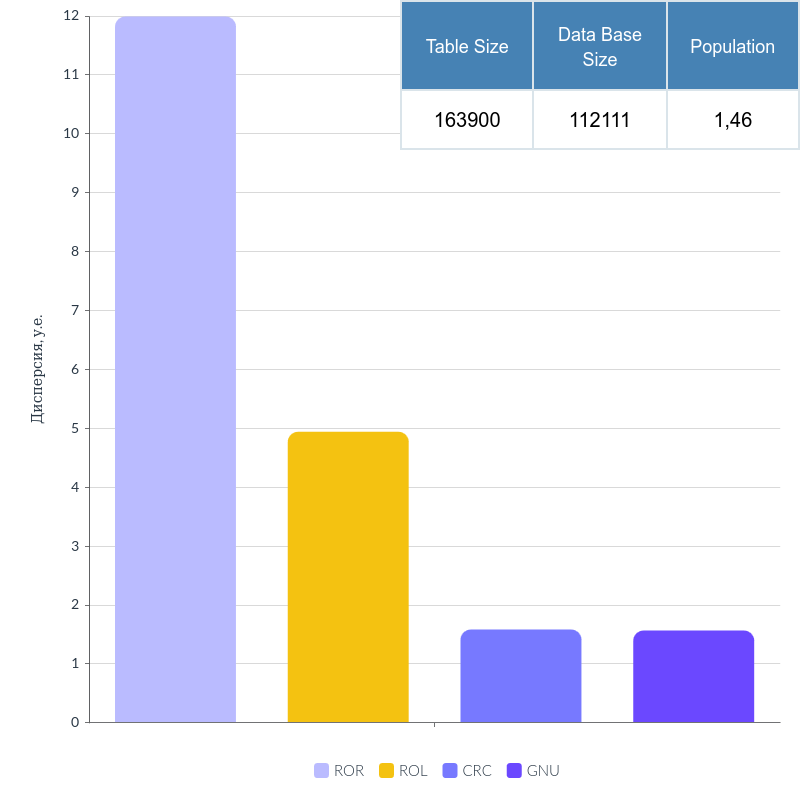 Table Size
Data Base
Size
Population
163900
112111
1,46
12
11
10
9
8
7
6
5
4
3
2
1
0
Дисперсия, у.е.
ROR
ROL
CRC
GNU